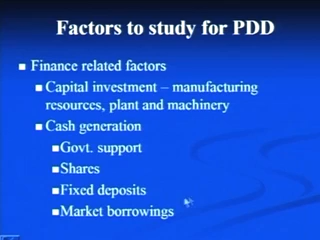 Factors to study for PDD
Finance related factors
Capital investment – manufacturing
resources, plant and machinery
Cash generation
Govt. support
Shares
Fixed deposits
Market borrowings